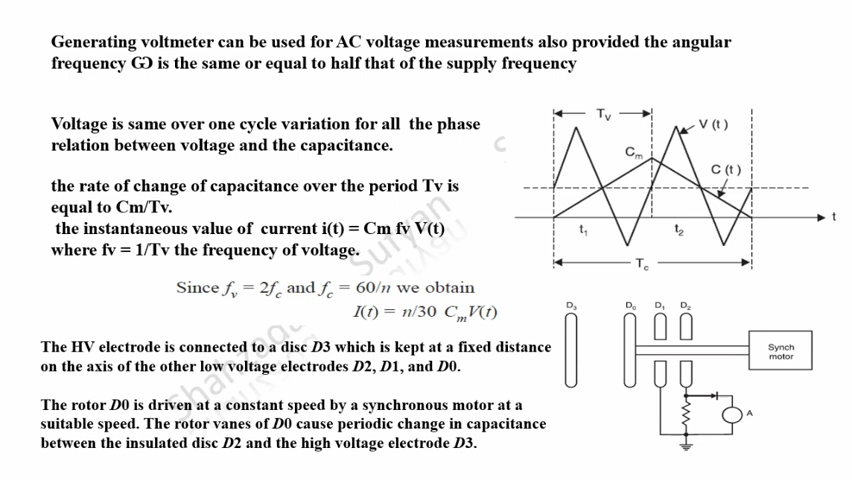 Generating voltmeter can be used for AC voltage measurements also provided the angular
frequency Ѡ is the same or equal to half that of the supply frequency
Voltage is same over one cycle variation for all the phase
relation between voltage and the capacitance.
the rate of change of capacitance over the period Tv is
equal to Cm/Tv.
the instantaneous value of current i(t) = Cm fv V(t)
where fv = 1/Tv the frequency of voltage.
Since fv = 2fc and fc = 60/n we obtain
I(t) = n/30 CmV(t)
The HV electrode is connected to a disc D3 which is kept at a fixed distance
on the axis of the other low voltage electrodes D2, D1, and D0.
The rotor D0 is driven at a constant speed by a synchronous motor at a
suitable speed. The rotor vanes of D0 cause periodic change in capacitance
between the insulated disc D2 and the high voltage electrode D3.
Tv
V (t)
Cm
C (t)
t
t1
t2
Tc
D3
Do
D1
D2
Synch
motor
A
Sufyan
Shahzad